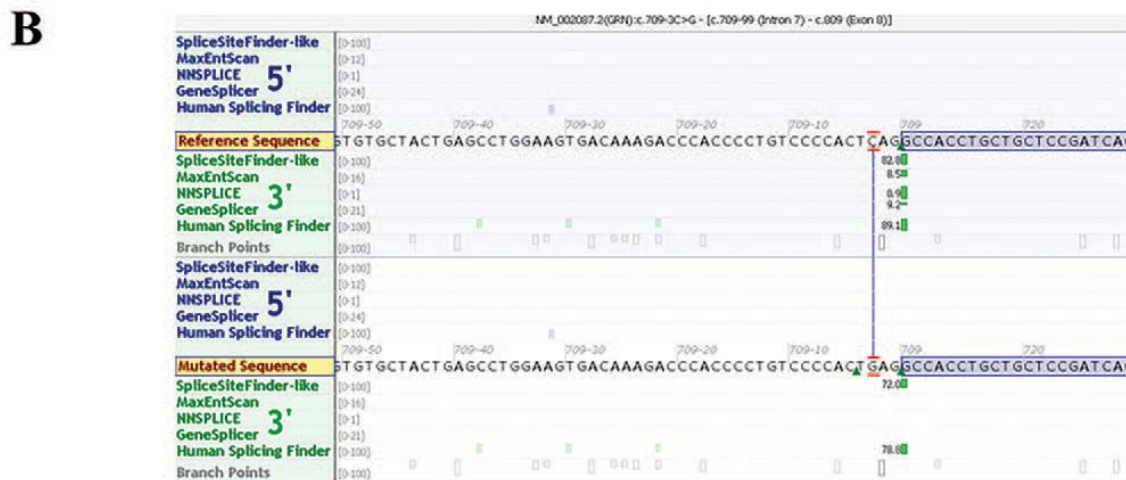 B
NM_002087.2(GRN):c.709-3C>G - [c.709-99 (Intron 7) - c.809 (Exon 8)]
SpliceSiteFinder-like [0-100]
MaxEntScan [0-12]
NNSPLICE 5' [0-1]
GeneSplicer [0-24]
Human Splicing Finder [0-100]
709-50 709-40 709-30 709-20 709-10 709 720
Reference Sequence GTGTGCTACTGAGCCTGGAAGTGACAAAGACCCACCCCTGTCCCCACTCAGGCCACCTGCTGCTCCGATCA
SpliceSiteFinder-like [0-100] 82.8
MaxEntScan [0-16] 8.5
NNSPLICE 3' [0-1] 0.9
GeneSplicer [0-21] 9.2
Human Splicing Finder [0-100] 89.1
Branch Points [0-100]
SpliceSiteFinder-like [0-100]
MaxEntScan [0-12]
NNSPLICE 5' [0-1]
GeneSplicer [0-24]
Human Splicing Finder [0-100]
709-50 709-40 709-30 709-20 709-10 709 720
Mutated Sequence GTGTGCTACTGAGCCTGGAAGTGACAAAGACCCACCCCTGTCCCCACTGAGGCCACCTGCTGCTCCGATCA
SpliceSiteFinder-like [0-100] 72.0
MaxEntScan [0-16]
NNSPLICE 3' [0-1]
GeneSplicer [0-21]
Human Splicing Finder [0-100] 78.8
Branch Points [0-100]